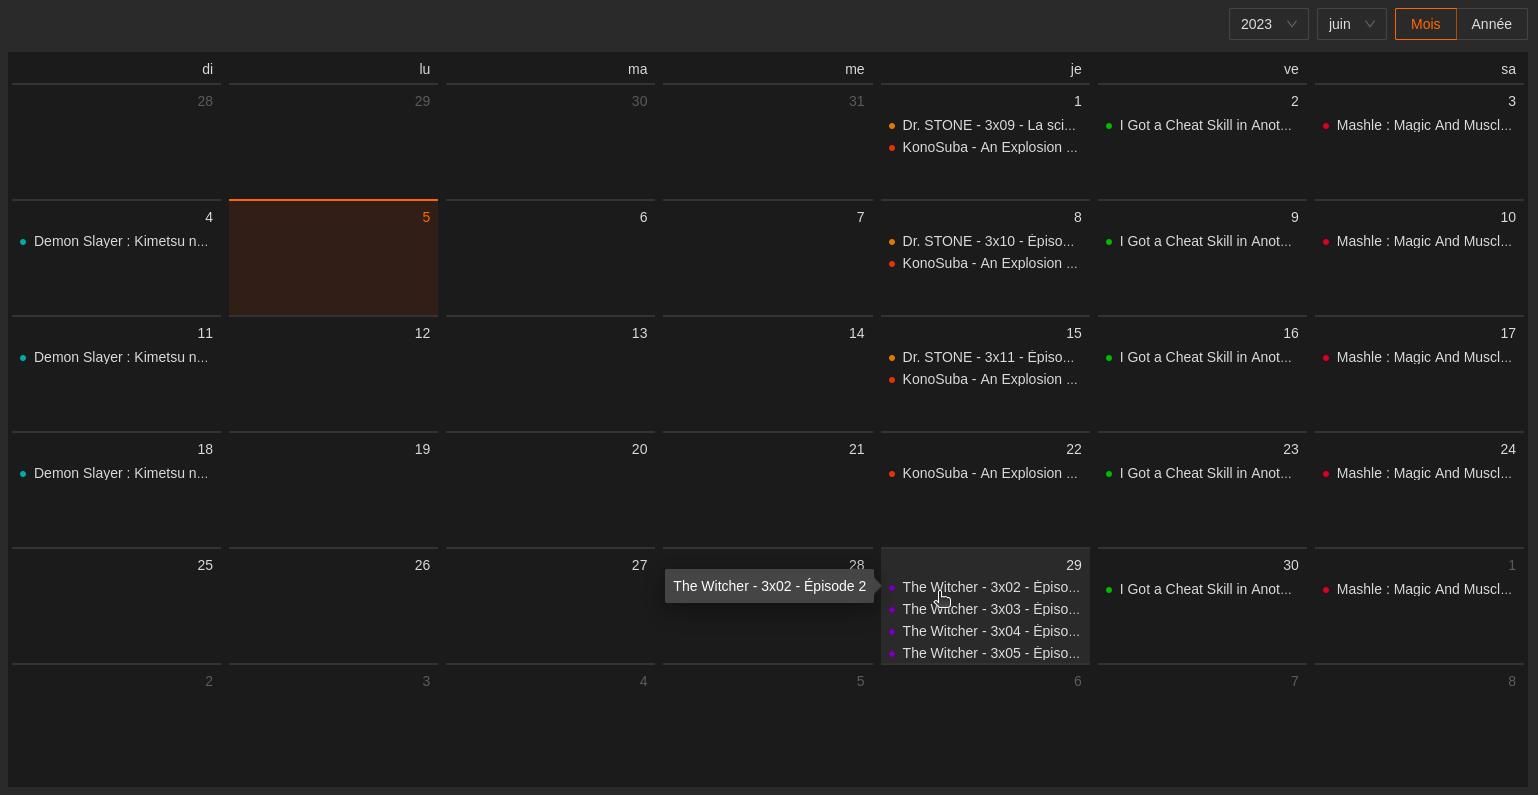 2023 juin Mois Année
di lu ma me je ve sa
28 29 30 31 1 2 3
Dr. STONE - 3x09 - La sci... I Got a Cheat Skill in Anot... Mashle : Magic And Muscl...
KonoSuba - An Explosion ...
4 5 6 7 8 9 10
Demon Slayer : Kimetsu n... Dr. STONE - 3x10 - Épiso... I Got a Cheat Skill in Anot... Mashle : Magic And Muscl...
KonoSuba - An Explosion ...
11 12 13 14 15 16 17
Demon Slayer : Kimetsu n... Dr. STONE - 3x11 - Épiso... I Got a Cheat Skill in Anot... Mashle : Magic And Muscl...
KonoSuba - An Explosion ...
18 19 20 21 22 23 24
Demon Slayer : Kimetsu n... KonoSuba - An Explosion ... I Got a Cheat Skill in Anot... Mashle : Magic And Muscl...
25 26 27 28 29 30 1
The Witcher - 3x02 - Épisode 2 The Witcher - 3x02 - Épiso... I Got a Cheat Skill in Anot... Mashle : Magic And Muscl...
The Witcher - 3x03 - Épiso...
The Witcher - 3x04 - Épiso...
The Witcher - 3x05 - Épiso...
2 3 4 5 6 7 8